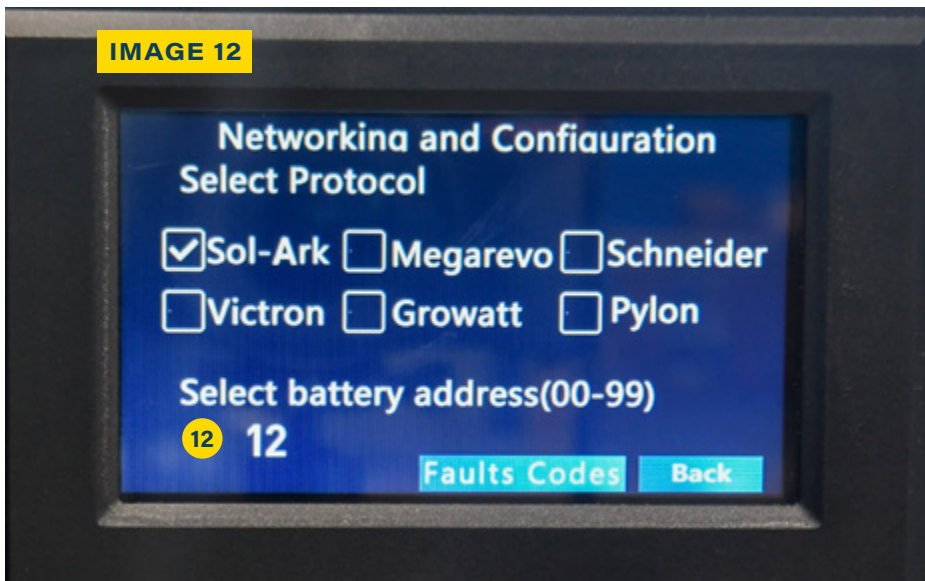 IMAGE 12
Networking and Configuration
Select Protocol
Sol-Ark Megarevo Schneider
Victron Growatt Pylon
Select battery address(00-99)
12 12
Faults Codes Back